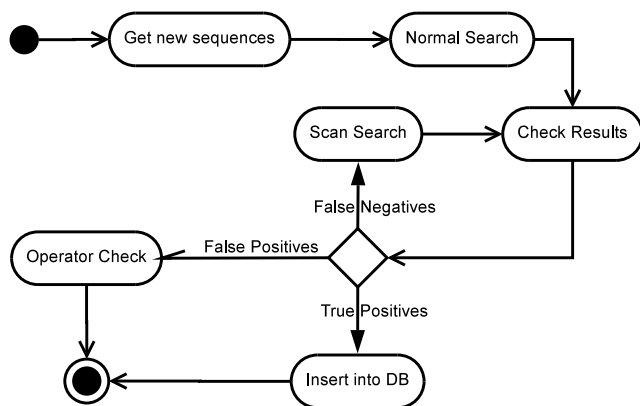 Get new sequences
Normal Search
Scan Search
Check Results
False Negatives
False Positives
Operator Check
True Positives
Insert into DB